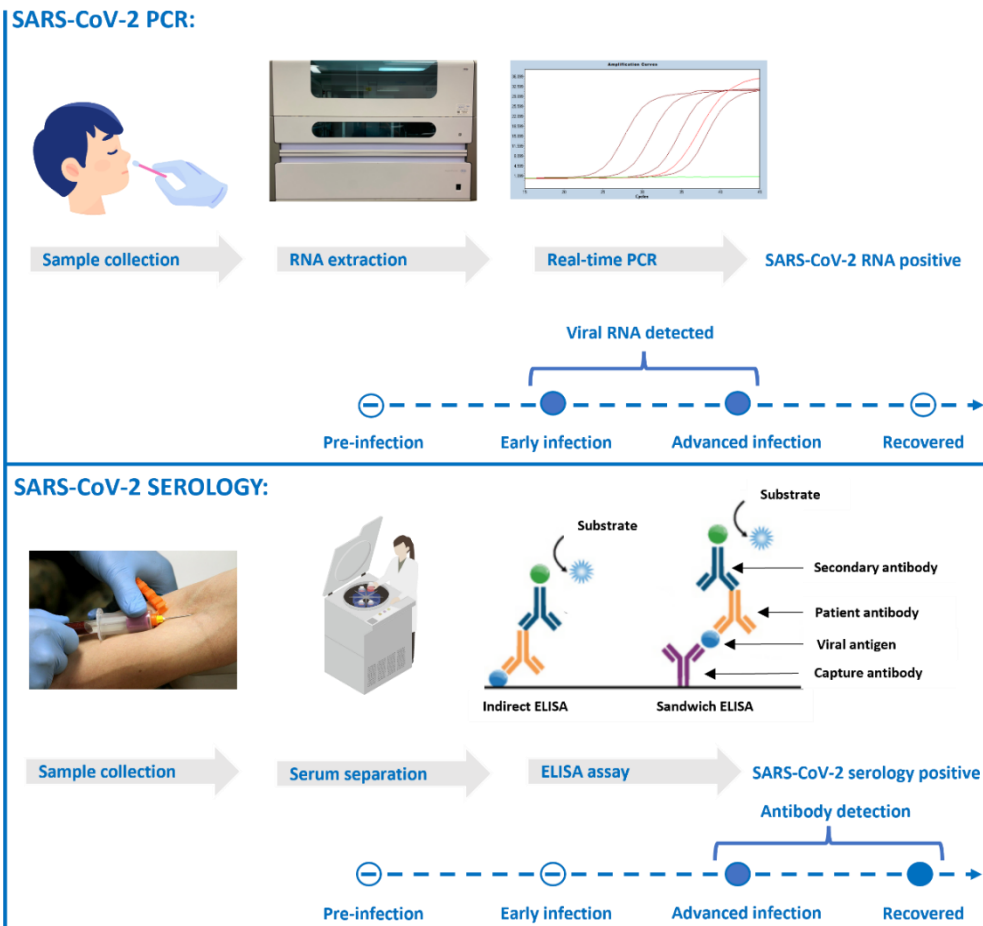 SARS-CoV-2 PCR:
Amplification Curves
Cycles
Sample collection
RNA extraction
Real-time PCR
SARS-CoV-2 RNA positive
Viral RNA detected
Pre-infection
Early infection
Advanced infection
Recovered
SARS-CoV-2 SEROLOGY:
Substrate
Substrate
Secondary antibody
Patient antibody
Viral antigen
Capture antibody
Indirect ELISA
Sandwich ELISA
Sample collection
Serum separation
ELISA assay
SARS-CoV-2 serology positive
Antibody detection
Pre-infection
Early infection
Advanced infection
Recovered